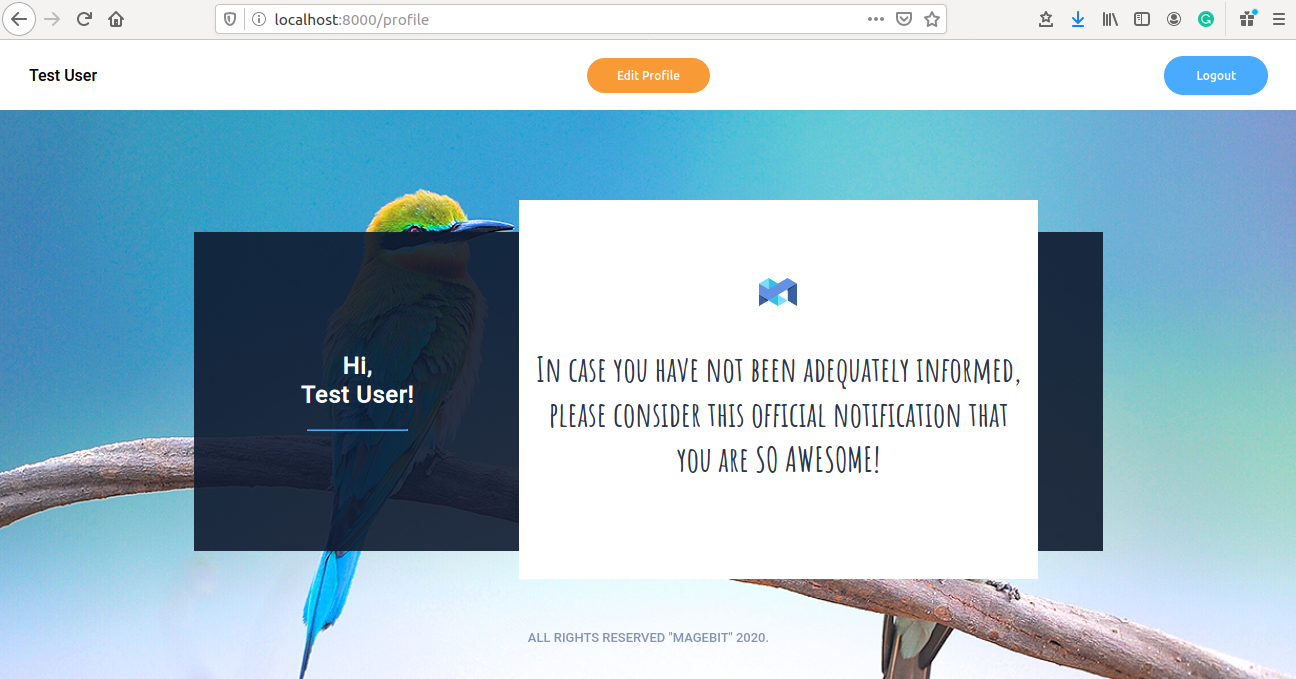 localhost:8000/profile
Test User
Edit Profile
Logout
Hi,
Test User!
IN CASE YOU HAVE NOT BEEN ADEQUATELY INFORMED,
PLEASE CONSIDER THIS OFFICIAL NOTIFICATION THAT
YOU ARE SO AWESOME!
ALL RIGHTS RESERVED "MAGEBIT" 2020.